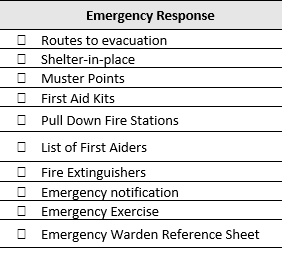 Emergency Response
☐ Routes to evacuation
☐ Shelter-in-place
☐ Muster Points
☐ First Aid Kits
☐ Pull Down Fire Stations
☐ List of First Aiders
☐ Fire Extinguishers
☐ Emergency notification
☐ Emergency Exercise
☐ Emergency Warden Reference Sheet